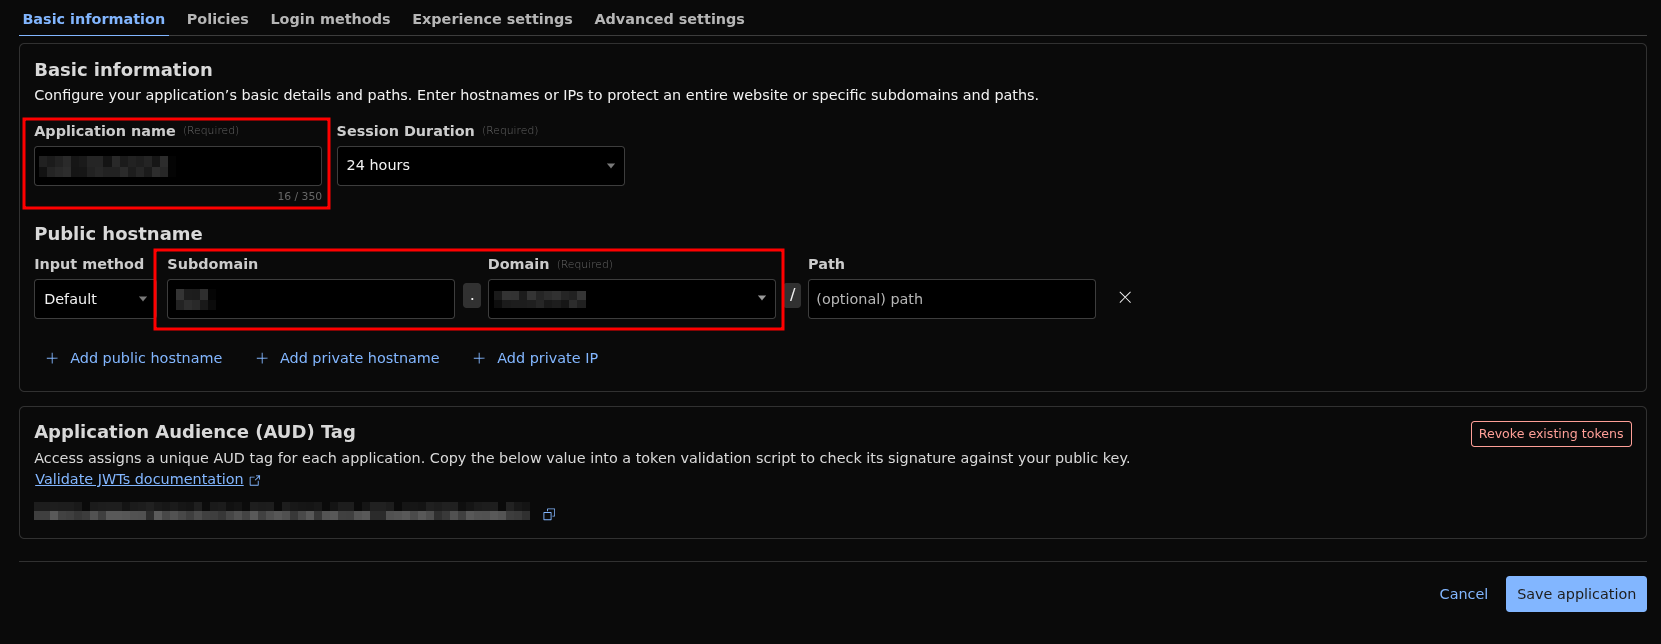 Basic information Policies Login methods Experience settings Advanced settings
Basic information
Configure your application’s basic details and paths. Enter hostnames or IPs to protect an entire website or specific subdomains and paths.
Application name (Required) Session Duration (Required)
24 hours
16 / 350
Public hostname
Input method Subdomain Domain (Required) Path
Default . / (optional) path
Add public hostname Add private hostname Add private IP
Application Audience (AUD) Tag
Revoke existing tokens
Access assigns a unique AUD tag for each application. Copy the below value into a token validation script to check its signature against your public key.
Validate JWTs documentation
Cancel Save application